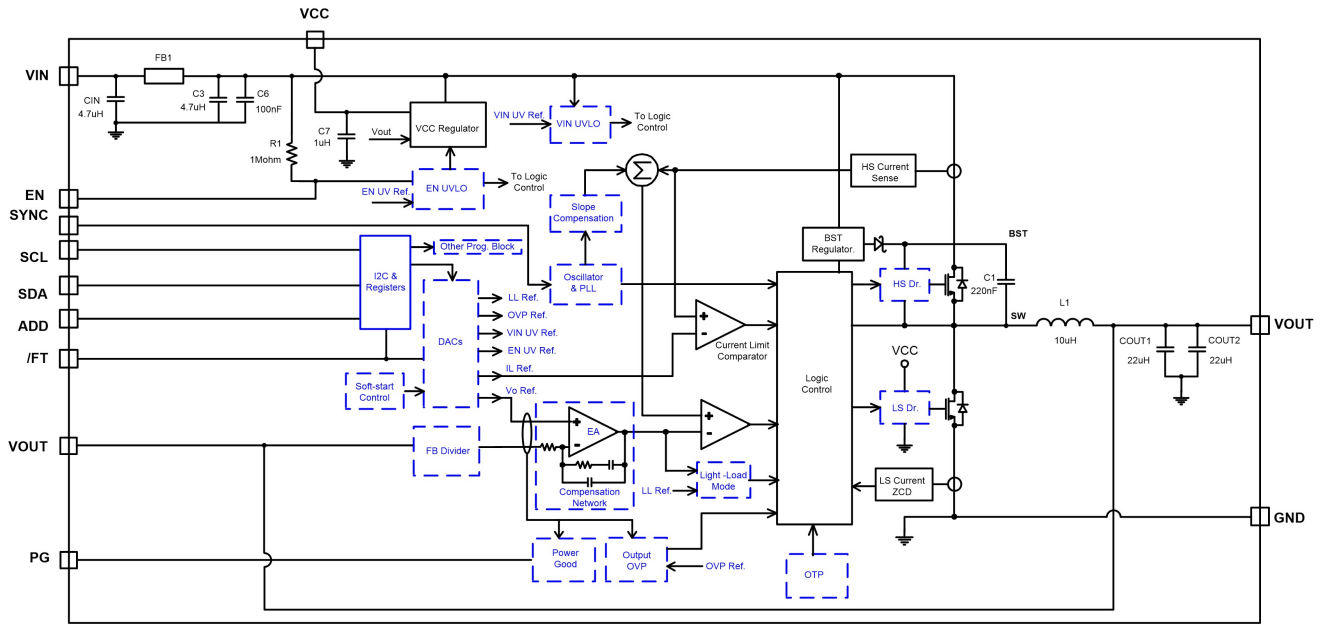 VCC
VIN
FB1
CIN
4.7uH
C3
4.7uH
C6
100nF
R1
1Mohm
C7
1uH
Vout
VCC Regulator
VIN UV Ref.
VIN UVLO
To Logic
Control
HS Current
Sense
Σ
EN
EN UV Ref.
EN UVLO
To Logic
Control
Slope
Compensation
SYNC
SCL
SDA
ADD
/FT
I2C &
Registers
Other Prog. Block
Oscillator
& PLL
BST
Regulator.
BST
HS Dr.
C1
220nF
SW
L1
10uH
VOUT
COUT1
22uH
COUT2
22uH
DACs
LL Ref.
OVP Ref.
VIN UV Ref.
EN UV Ref.
IL Ref.
Vo Ref.
+
-
Current Limit
Comparator
Logic
Control
VCC
LS Dr.
Soft-start
Control
VOUT
FB Divider
+
-
EA
Compensation
Network
+
-
LL Ref.
Light -Load
Mode
LS Current
ZCD
GND
PG
Power
Good
Output
OVP
OVP Ref.
OTP